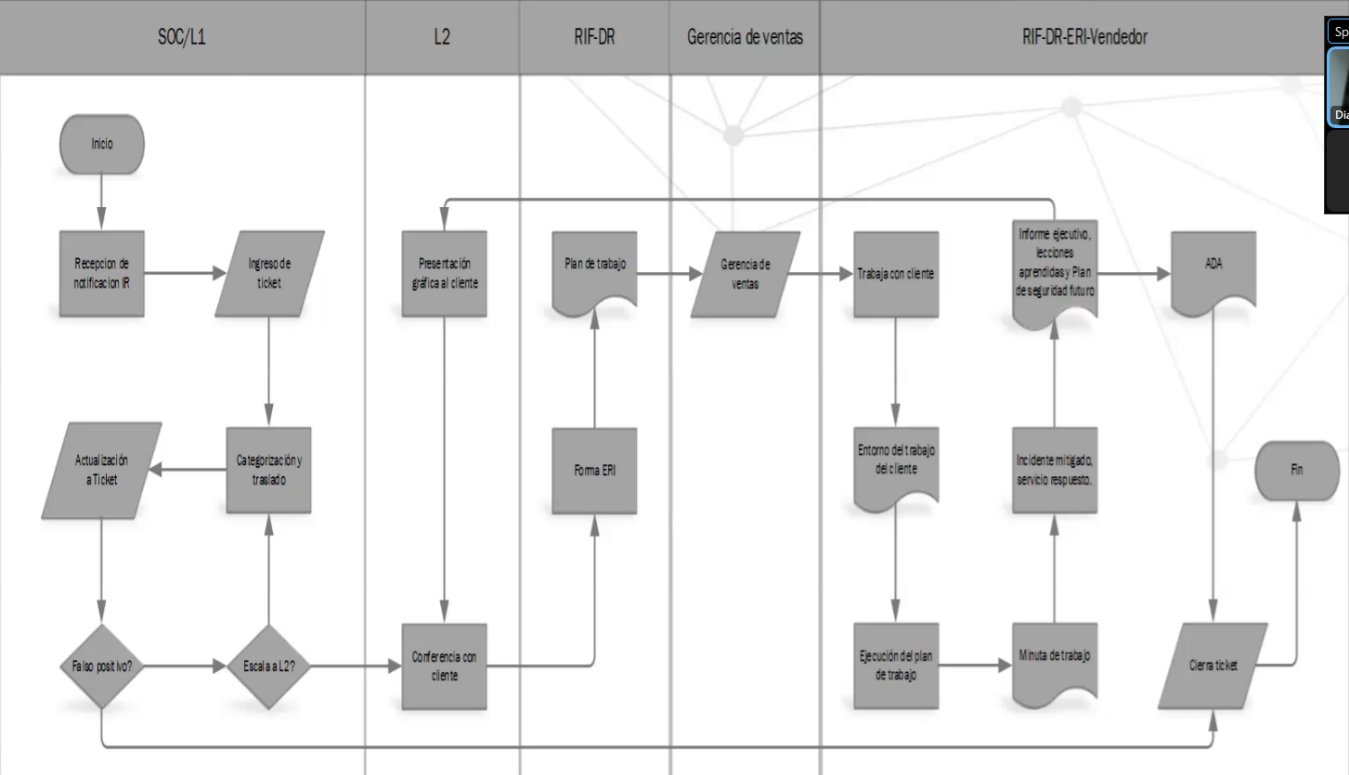 SOC/L1
L2
RIF-DR
Gerencia de ventas
RIF-DR-ERI-Vendedor
Sp
Dia
Inicio
Recepcion de
notificacion IR
Ingreso de
ticket
Presentación
gráfica al cliente
Plan de trabajo
Gerencia de
ventas
Trabaja con cliente
Informe ejecutivo,
lecciones
aprendidas y Plan
de seguridad futuro
ADA
Actualización
a Ticket
Categorización y
traslado
Forma ERI
Entorno del trabajo
del cliente
Incidente mitigado,
servicio respuesto.
Fin
Falso positivo?
Escala a L2?
Conferencia con
cliente
Ejecución del plan
de trabajo
Minuta de trabajo
Cierra ticket